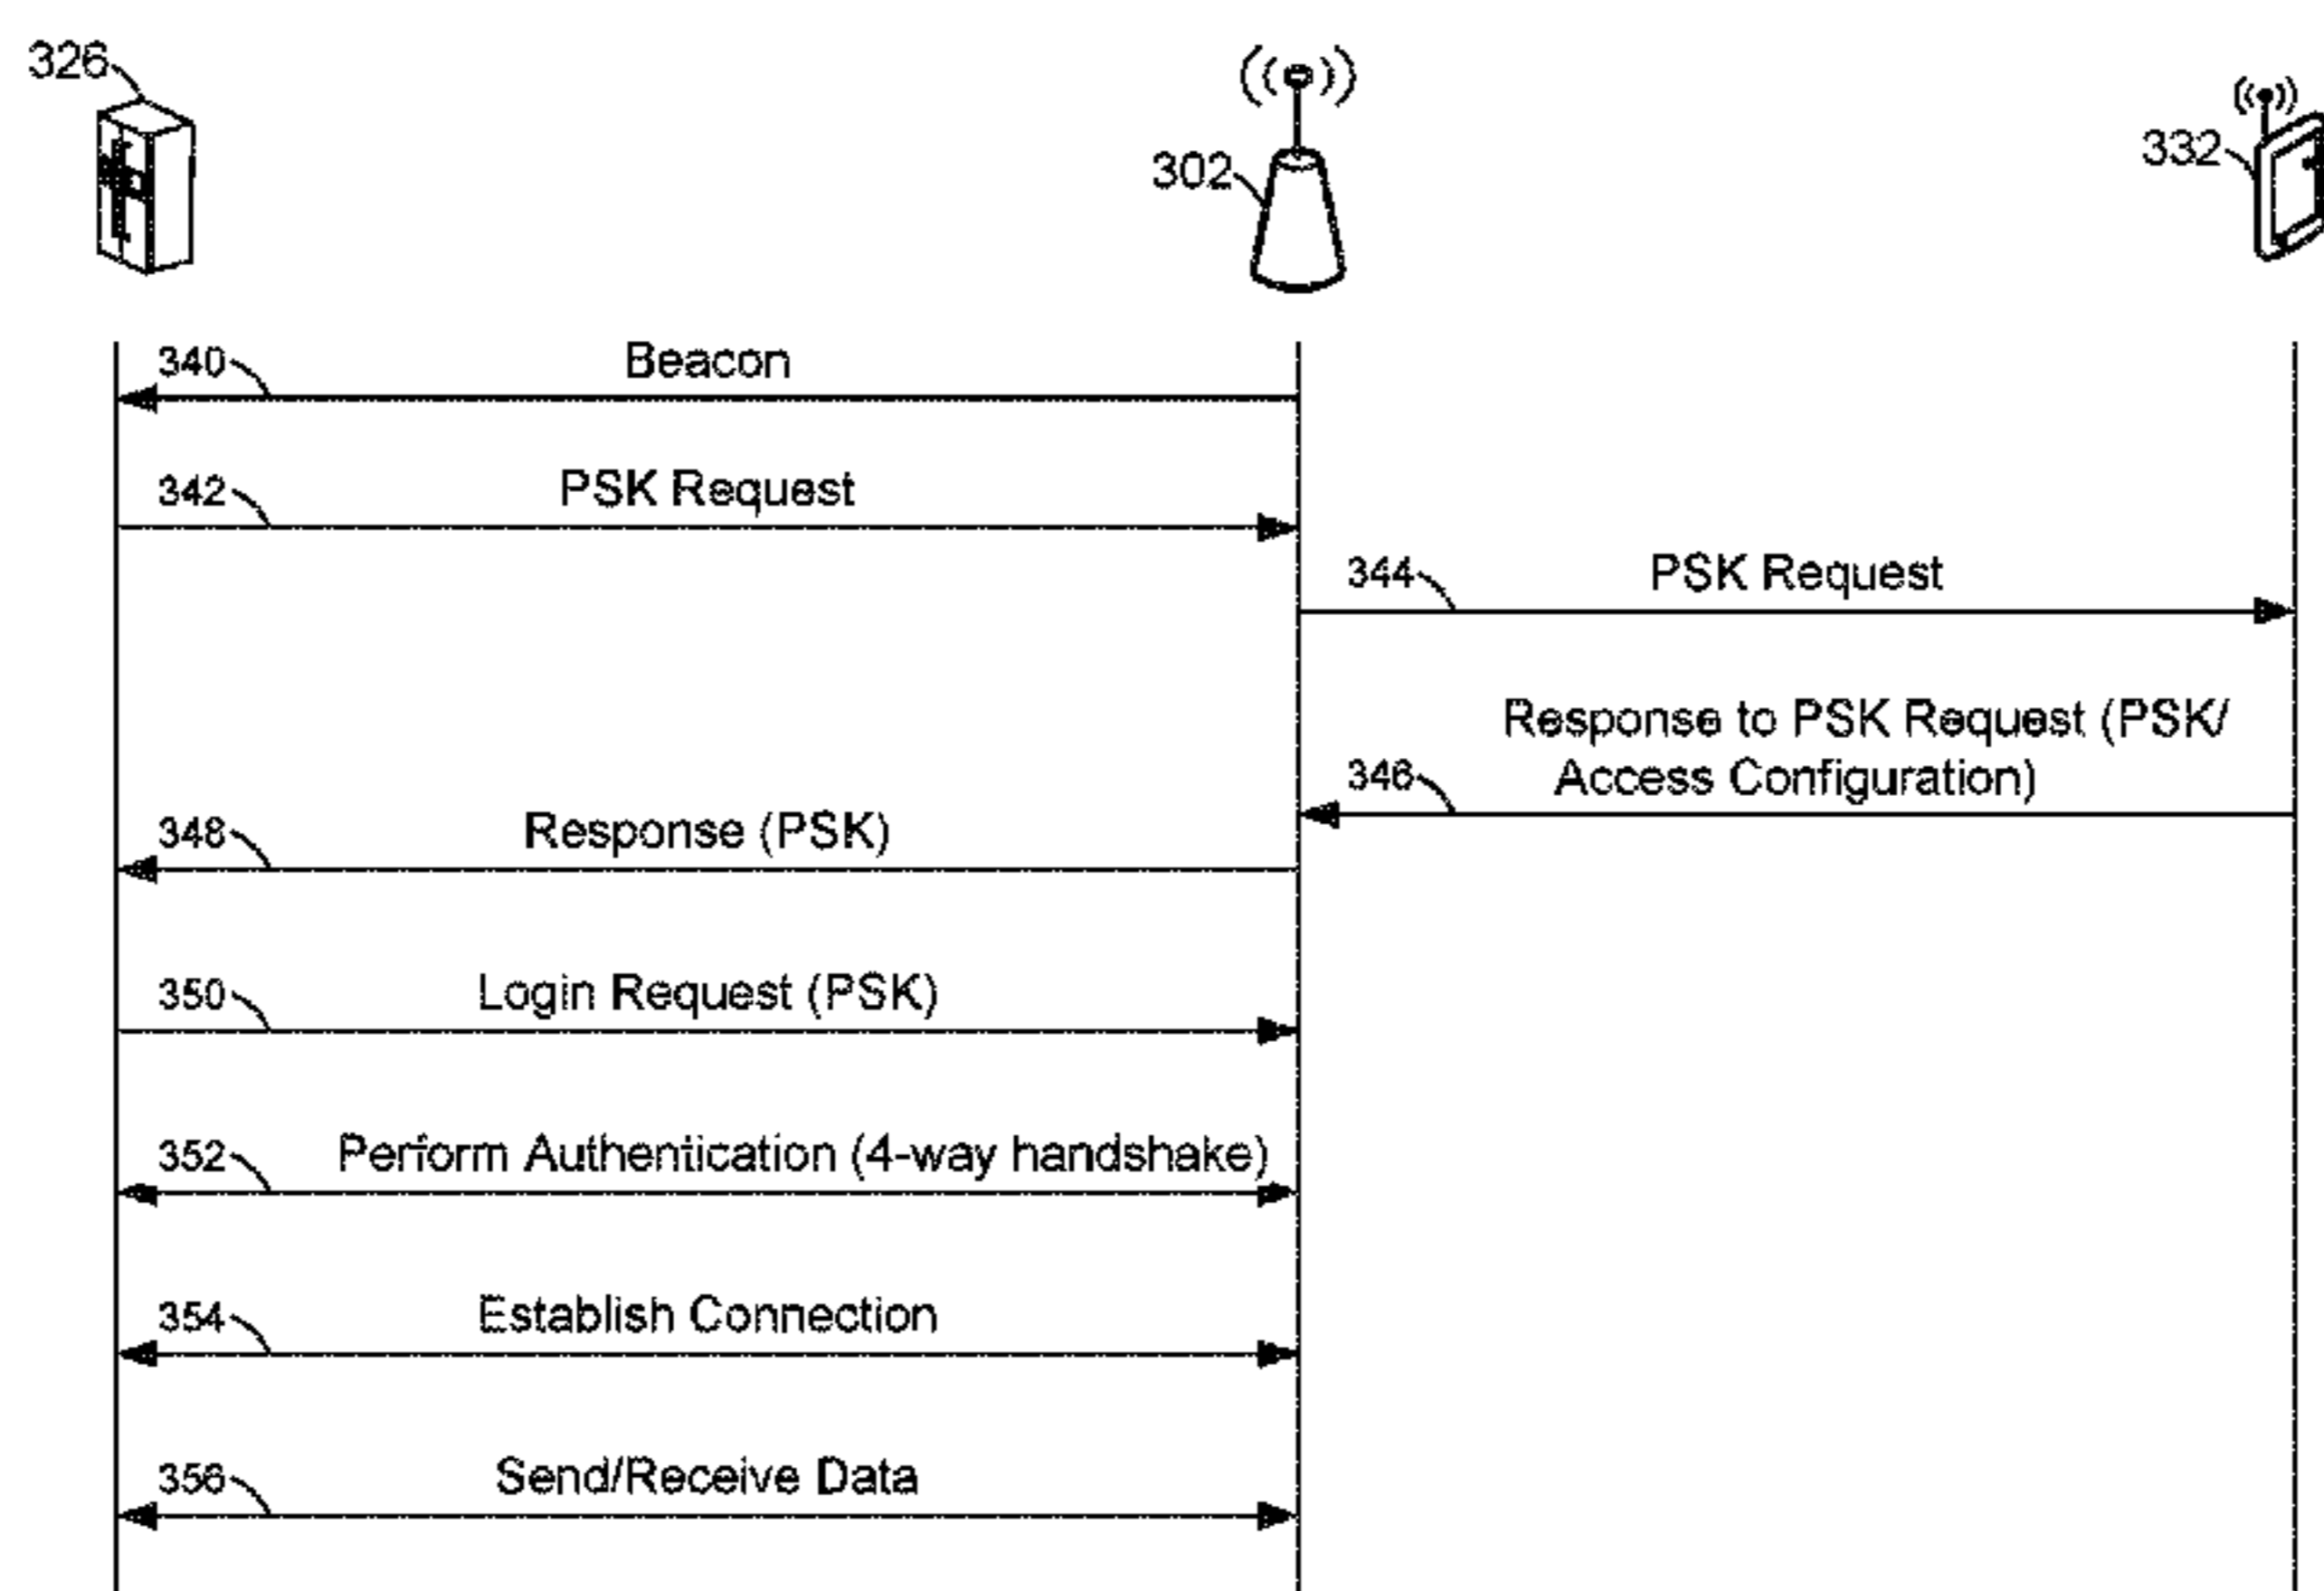 326
302
332
340 Beacon
342 PSK Request
344 PSK Request
Response to PSK Request (PSK/
346 Access Configuration)
348 Response (PSK)
350 Login Request (PSK)
352 Perform Authentication (4-way handshake)
354 Establish Connection
356 Send/Receive Data